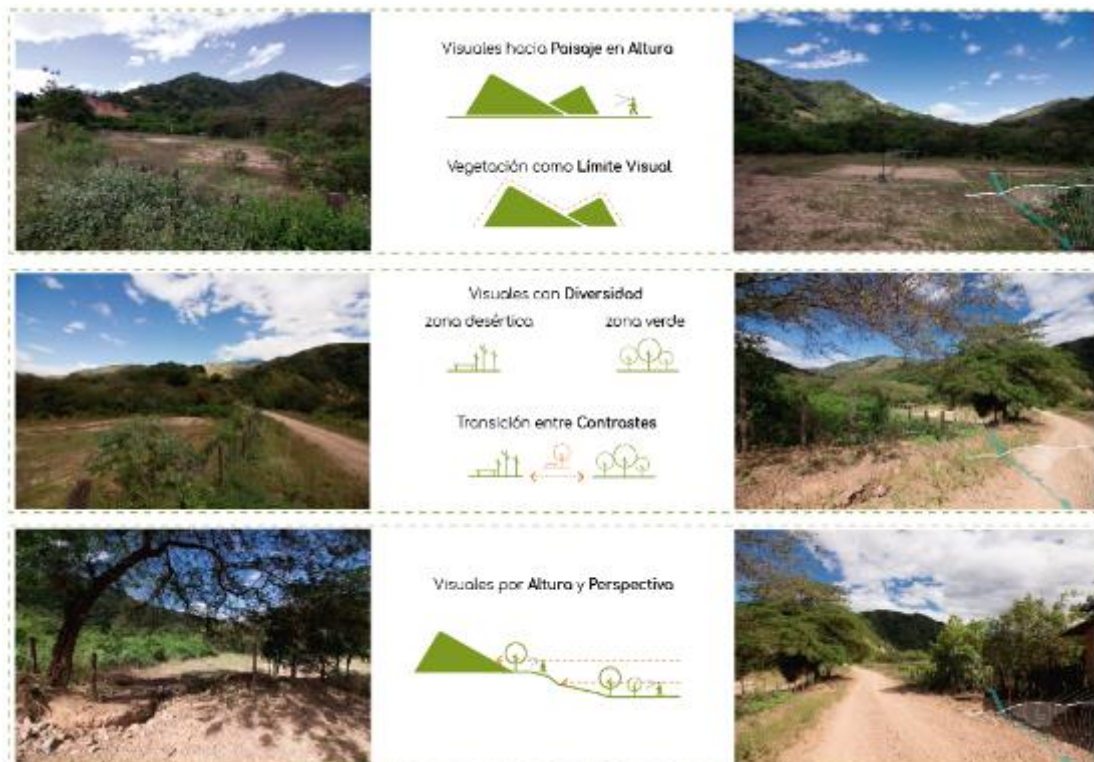 Visuales hacia Paisaje en Altura
Vegetación como Límite Visual
Visuales con Diversidad
zona desértica
zona verde
Transición entre Contrastes
Visuales por Altura y Perspectiva